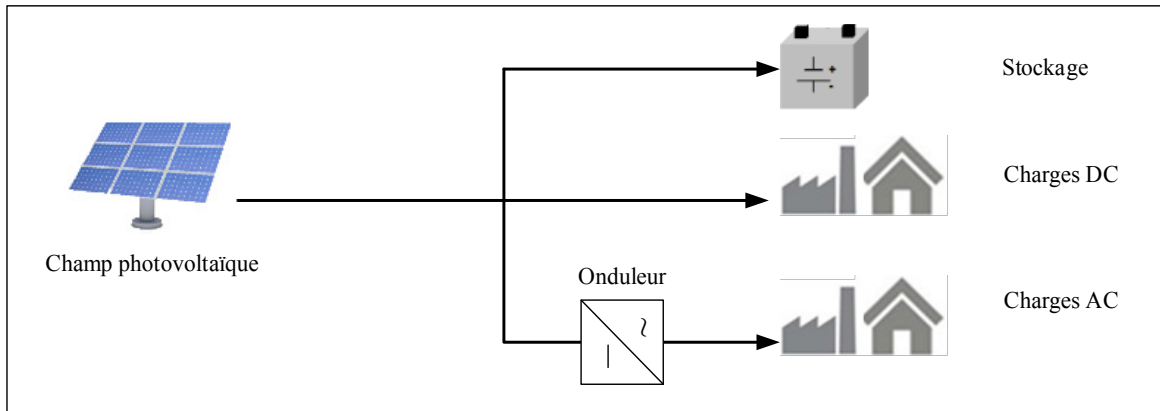 Stockage
Charges DC
Champ photovoltaïque
Onduleur
Charges AC